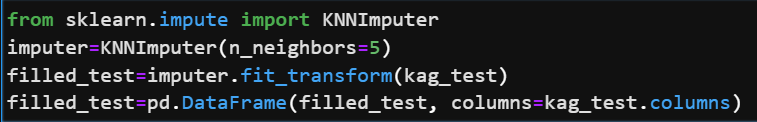 from sklearn.impute import KNNImputer
imputer=KNNImputer(n_neighbors=5)
filled_test=imputer.fit_transform(kag_test)
filled_test=pd.DataFrame(filled_test, columns=kag_test.columns)